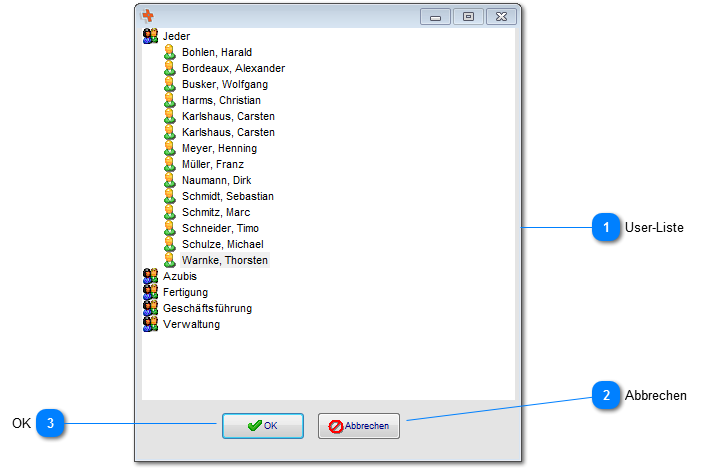 Jeder
Bohlen, Harald
Bordeaux, Alexander
Busker, Wolfgang
Harms, Christian
Karlshaus, Carsten
Karlshaus, Carsten
Meyer, Henning
Müller, Franz
Naumann, Dirk
Schmidt, Sebastian
Schmitz, Marc
Schneider, Timo
Schulze, Michael
Warnke, Thorsten
Azubis
Fertigung
Geschäftsführung
Verwaltung
1 User-Liste
2 Abbrechen
OK 3
OK Abbrechen